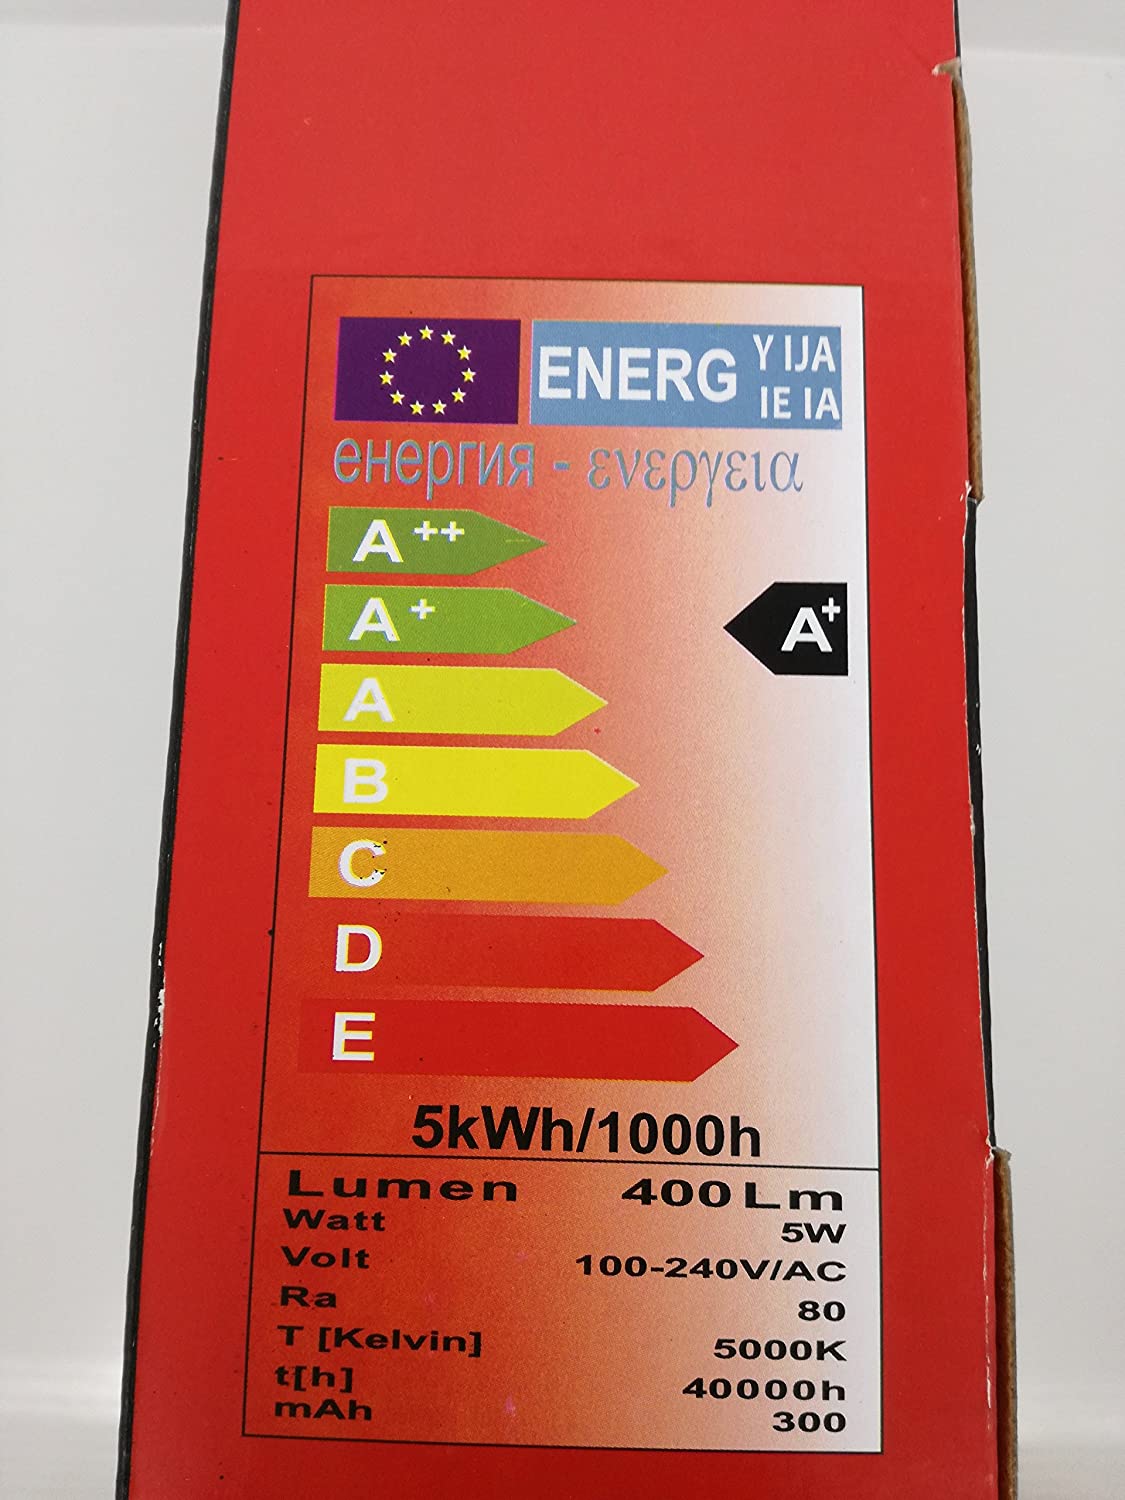 ENERG Y IJA
IE IA
енергия - ενεργεια
A++
A+
A+
A
B
C
D
E
5kWh/1000h
Lumen 400Lm
Watt 5W
Volt 100-240V/AC
Ra 80
T [Kelvin] 5000K
t[h] 40000h
mAh 300